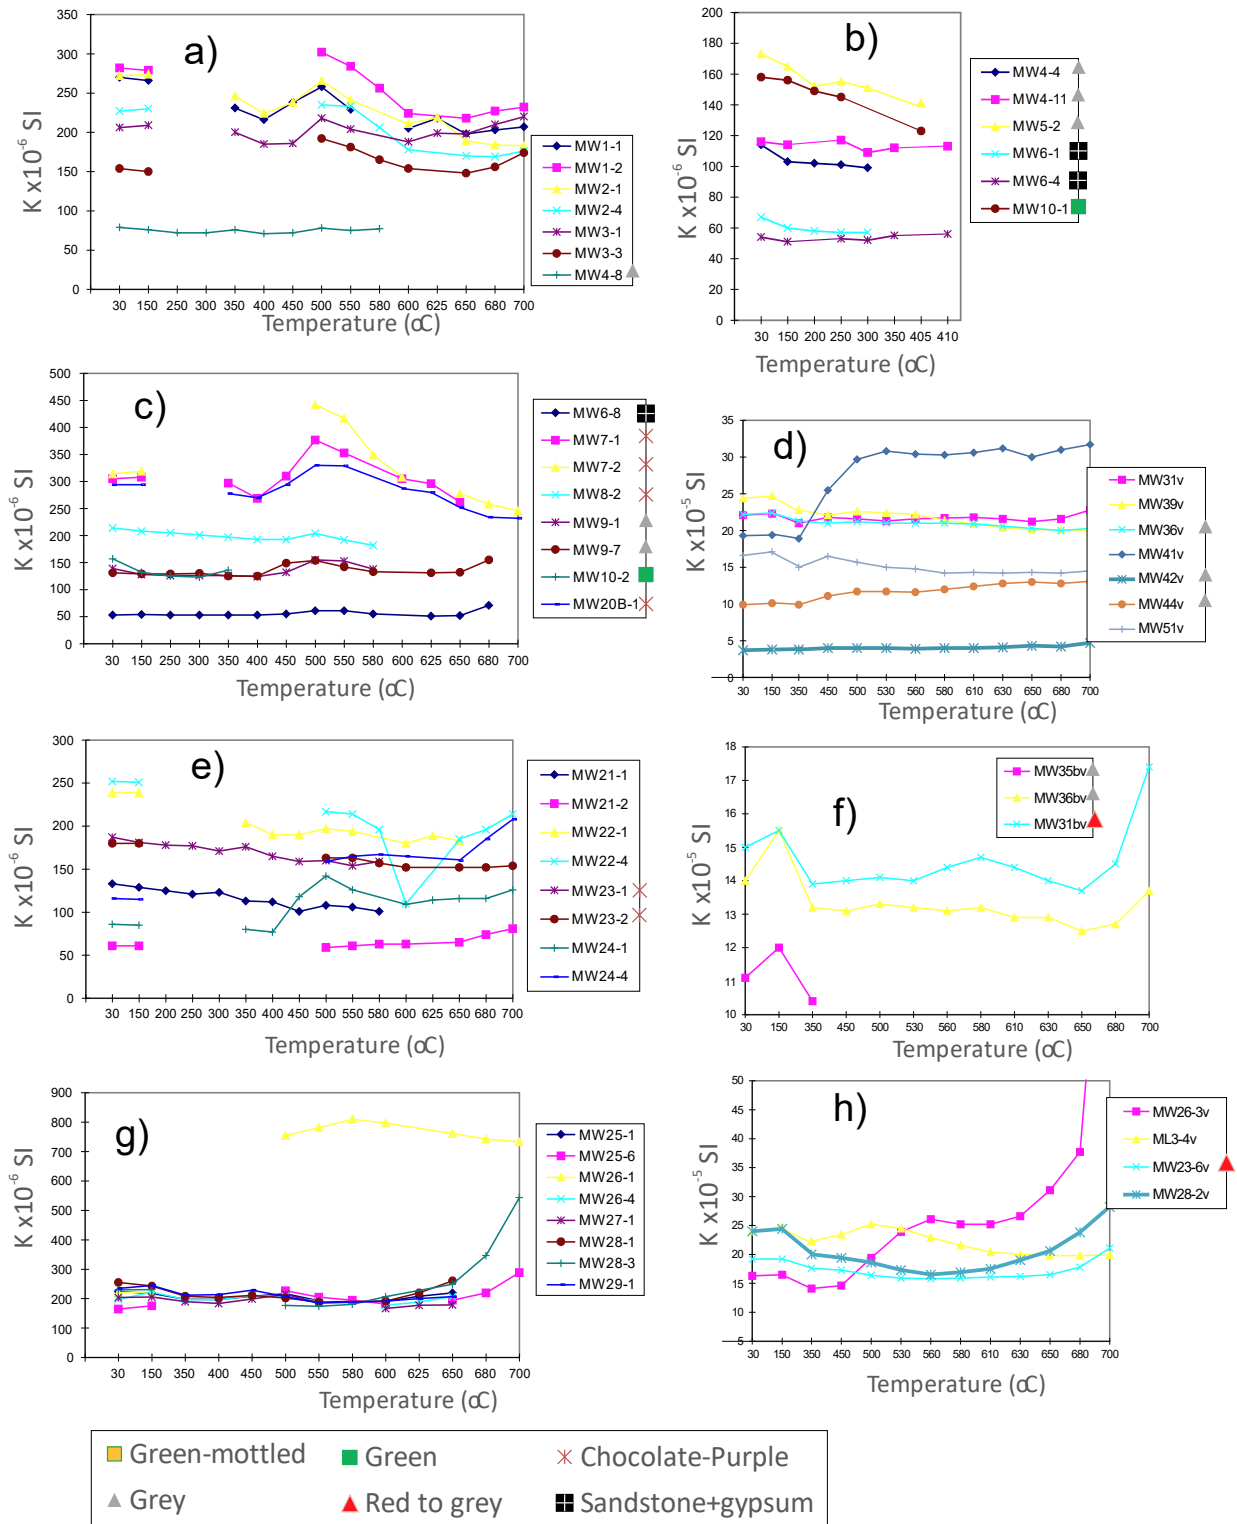 a)
K x10-6 SI
350
300
250
200
150
100
50
0
30 150 250 300 350 400 450 500 550 580 600 625 650 680 700
Temperature (οC)
MW1-1
MW1-2
MW2-1
MW2-4
MW3-1
MW3-3
MW4-8
b)
K x10-6 SI
200
180
160
140
120
100
80
60
40
20
0
30 150 200 250 300 350 405 410
Temperature (οC)
MW4-4
MW4-11
MW5-2
MW6-1
MW6-4
MW10-1
c)
K x10-6 SI
500
450
400
350
300
250
200
150
100
50
0
30 150 250 300 350 400 450 500 550 580 600 625 650 680 700
Temperature (οC)
MW6-8
MW7-1
MW7-2
MW8-2
MW9-1
MW9-7
MW10-2
MW20B-1
d)
K x10-5 SI
35
30
25
20
15
10
5
0
30 150 350 450 500 530 560 580 610 630 650 680 700
Temperature (οC)
MW31v
MW39v
MW36v
MW41v
MW42v
MW44v
MW51v
e)
K x10-6 SI
300
250
200
150
100
50
0
30 150 200 250 300 350 400 450 500 550 580 600 625 650 680 700
Temperature (οC)
MW21-1
MW21-2
MW22-1
MW22-4
MW23-1
MW23-2
MW24-1
MW24-4
f)
K x10-5 SI
18
17
16
15
14
13
12
11
10
30 150 350 450 500 530 560 580 610 630 650 680 700
Temperature (οC)
MW35bv
MW36bv
MW31bv
g)
K x10-6 SI
900
800
700
600
500
400
300
200
100
0
30 150 350 400 450 500 550 580 600 625 650 680 700
Temperature (οC)
MW25-1
MW25-6
MW26-1
MW26-4
MW27-1
MW28-1
MW28-3
MW29-1
h)
K x10-5 SI
50
45
40
35
30
25
20
15
10
5
30 150 350 450 500 530 560 580 610 630 650 680 700
Temperature (οC)
MW26-3v
ML3-4v
MW23-6v
MW28-2v
Green-mottled Green Chocolate-Purple
Grey Red to grey Sandstone+gypsum